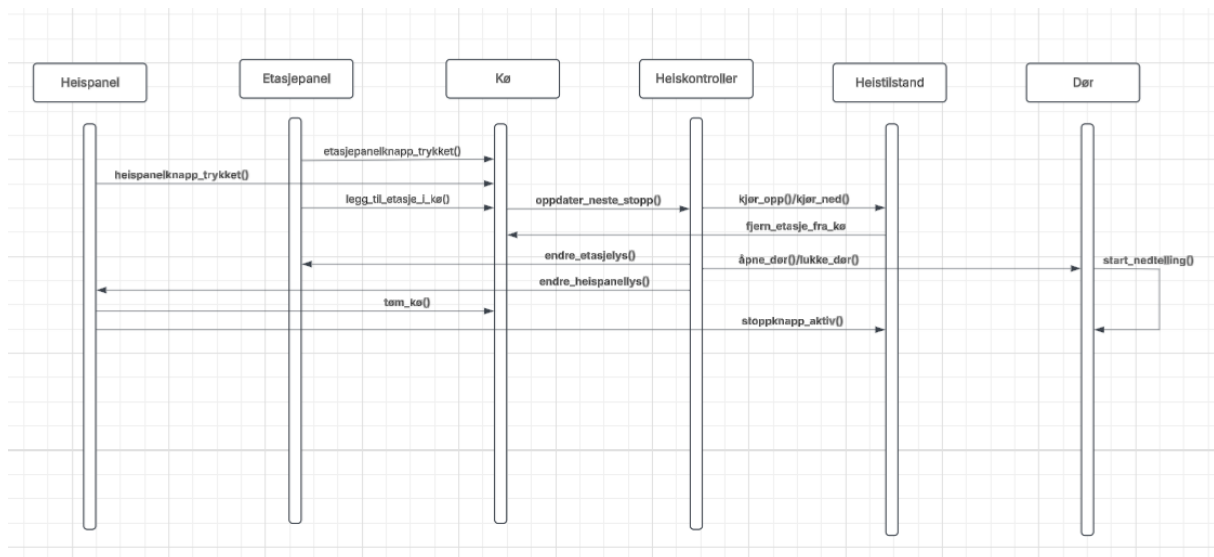 Heispanel
Etasjepanel
Kø
Heiskontroller
Heistilstand
Dør
etasjepanelknapp_trykket()
heispanelknapp_trykket()
legg_til_etasje_i_kø()
oppdater_neste_stopp()
kjør_opp()/kjør_ned()
fjern_etasje_fra_kø
endre_etasjelys()
åpne_dør()/lukke_dør()
start_nedtelling()
endre_heispanellys()
tøm_kø()
stoppknapp_aktiv()